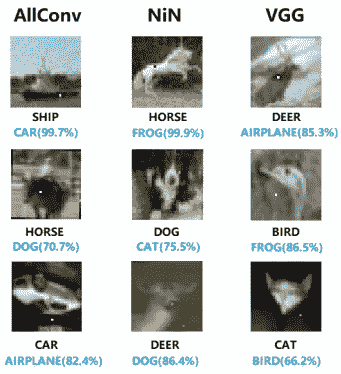 AllConv NiN VGG
SHIP HORSE DEER
CAR(99.7%) FROG(99.9%) AIRPLANE(85.3%)
HORSE DOG BIRD
DOG(70.7%) CAT(75.5%) FROG(86.5%)
CAR DEER CAT
AIRPLANE(82.4%) DOG(86.4%) BIRD(66.2%)